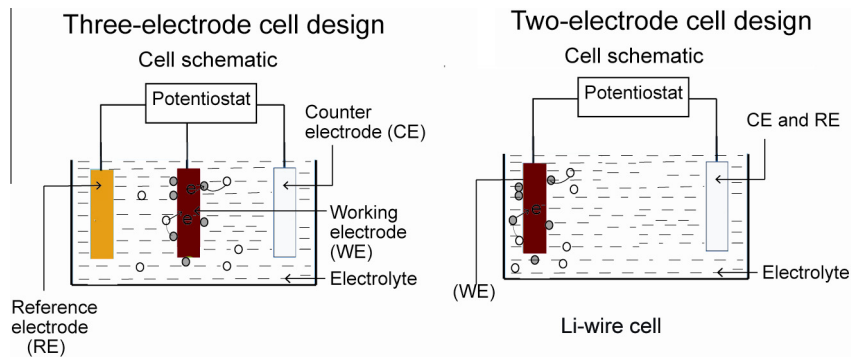 Three-electrode cell design
Cell schematic
Potentiostat
Counter
electrode (CE)
e
e
Working
electrode
(WE)
Electrolyte
Reference
electrode
(RE)
Two-electrode cell design
Cell schematic
Potentiostat
CE and RE
e
(WE)
Electrolyte
Li-wire cell